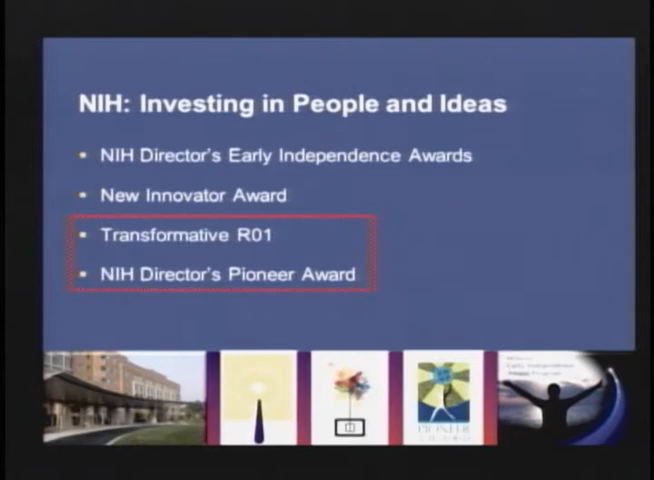 NIH: Investing in People and Ideas
• NIH Director's Early Independence Awards
• New Innovator Award
• Transformative R01
• NIH Director's Pioneer Award
PIONEER